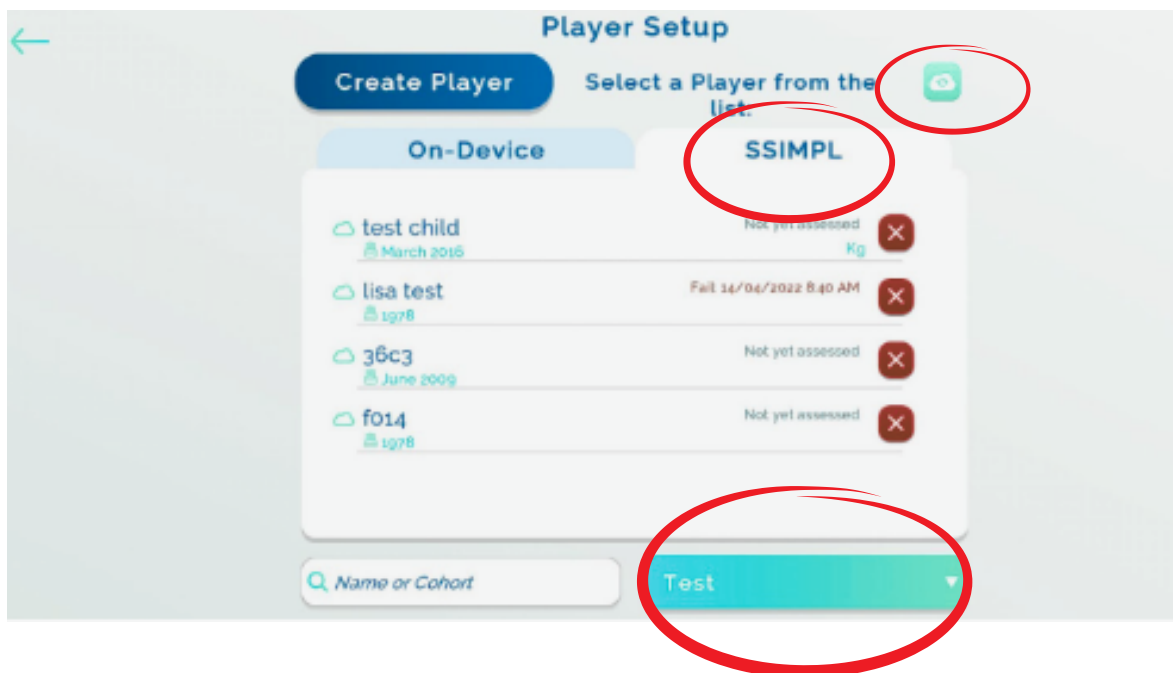 Player Setup
Create Player
Select a Player from the
list:
On-Device
SSIMPL
test child
Not yet assessed
March 2016
Kg
lisa test
Fail: 14/04/2022 8.40 AM
1978
36c3
Not yet assessed
June 2009
f014
Not yet assessed
1978
Name or Cohort
Test